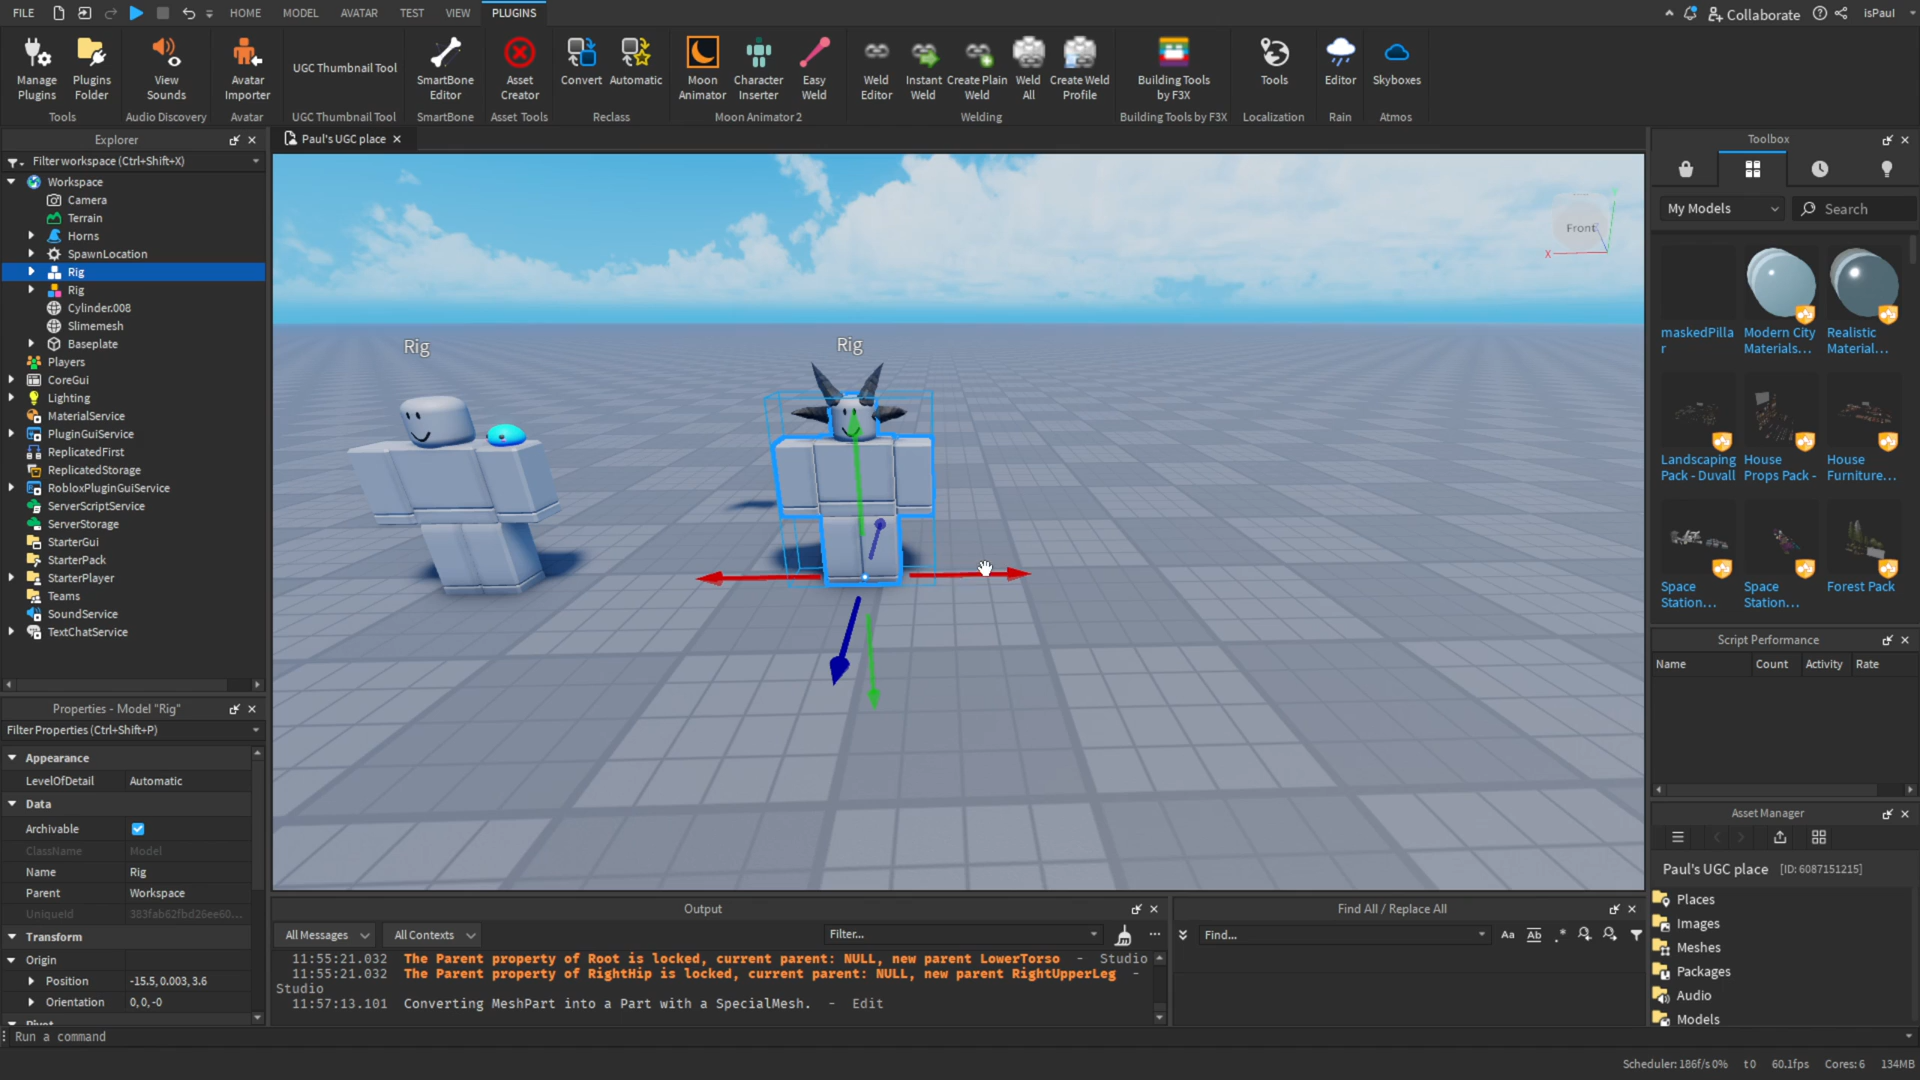 FILE HOME MODEL AVATAR TEST VIEW PLUGINS Collaborate isPaul
Manage Plugins
Plugins Folder
View Sounds
Avatar Importer
UGC Thumbnail Tool
SmartBone Editor
Asset Creator
Convert
Automatic
Moon Animator
Character Inserter
Easy Weld
Weld Editor
Instant Weld
Create Plain Weld
Weld All
Create Weld Profile
Building Tools by F3X
Tools
Editor
Skyboxes
Tools Audio Discovery Avatar UGC Thumbnail Tool SmartBone Asset Tools Reclass Moon Animator 2 Welding Building Tools by F3X Localization Rain Atmos
Explorer
Filter workspace (Ctrl+Shift+X)
Workspace
Camera
Terrain
Horns
SpawnLocation
Rig
Rig
Cylinder.008
Slimemesh
Baseplate
Players
CoreGui
Lighting
MaterialService
PluginGuiService
ReplicatedFirst
ReplicatedStorage
RobloxPluginGuiService
ServerScriptService
ServerStorage
StarterGui
StarterPack
StarterPlayer
Teams
SoundService
TextChatService
Properties - Model "Rig"
Filter Properties (Ctrl+Shift+P)
Appearance
LevelOfDetail Automatic
Data
Archivable
ClassName Model
Name Rig
Parent Workspace
UniqueId 383fab62fbd26ee60...
Transform
Origin
Position -15.5, 0.003, 3.6
Orientation 0, 0, -0
Pivot
Paul's UGC place
Rig
Rig
Front
X
Output
All Messages All Contexts Filter...
11:55:21.032 The Parent property of Root is locked, current parent: NULL, new parent LowerTorso - Studio
11:55:21.032 The Parent property of RightHip is locked, current parent: NULL, new parent RightUpperLeg -
Studio
11:57:13.101 Converting MeshPart into a Part with a SpecialMesh. - Edit
Find All / Replace All
Find...
Aa Ab .*
Toolbox
My Models Search
maskedPilla
r
Modern City
Materials...
Realistic
Material...
Landscaping
Pack - Duvall
House
Props Pack -
House
Furniture...
Space
Station...
Space
Station...
Forest Pack
Script Performance
Name Count Activity Rate
Asset Manager
Paul's UGC place [ID: 6087151215]
Places
Images
Meshes
Packages
Audio
Models
Run a command
Scheduler: 186f/s 0% t 0 60.1fps Cores: 6 134MB